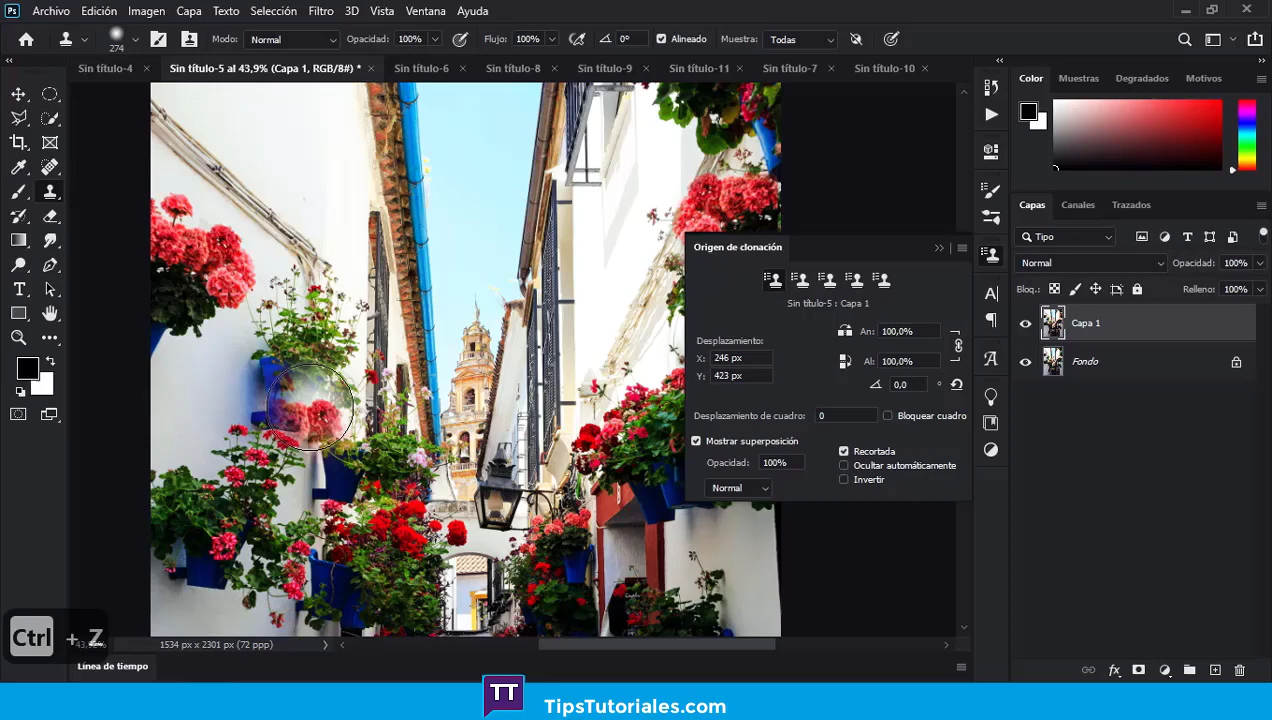 Ps Archivo Edición Imagen Capa Texto Selección Filtro 3D Vista Ventana Ayuda
274 Modo: Normal Opacidad: 100% Flujo: 100% 0° Alineado Muestra: Todas
Sin título-4 × Sin título-5 al 43,9% (Capa 1, RGB/8#) * × Sin título-6 × Sin título-8 × Sin título-9 × Sin título-11 × Sin título-7 × Sin título-10 ×
Color Muestras Degradados Motivos
Capas Canales Trazados
Tipo
Normal Opacidad: 100%
Bloq.: Relleno: 100%
Capa 1
Fondo
Origen de clonación
Sin título-5 : Capa 1
An: 100,0%
Desplazamiento:
X: 246 px
Al: 100,0%
Y: 423 px
0,0 °
Desplazamiento de cuadro: 0 Bloquear cuadro
Mostrar superposición
Recortada
Opacidad: 100%
Ocultar automáticamente
Normal
Invertir
Ctrl + Z
1534 px x 2301 px (72 ppp)
Línea de tiempo
TT
TipsTutoriales.com